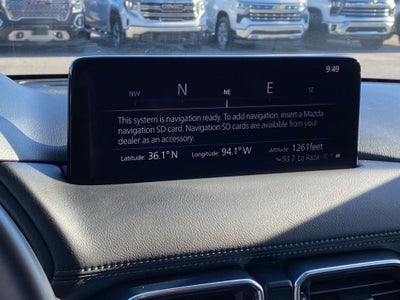 9:49
NW N NE E SE
This system is navigation ready. To add navigation, insert a Mazda
navigation SD card. Navigation SD cards are available from your
dealer as an accessory.
Latitude: 36.1° N Longitude: 94.1° W Altitude: 1261feet
93.7 La Raza
GMC